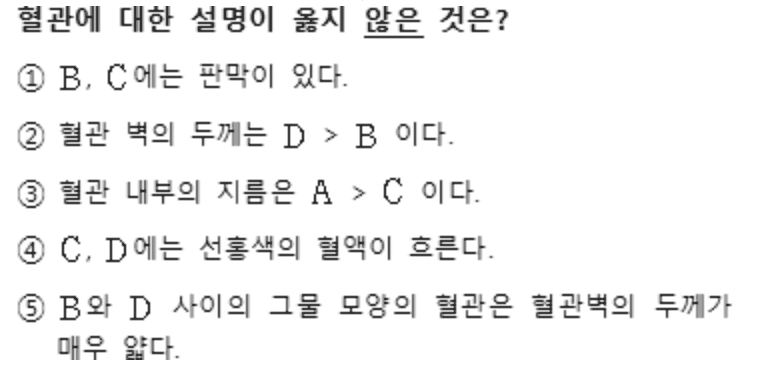 혈관에 대한 설명이 옳지 않은 것은?
① B, C에는 판막이 있다.
② 혈관 벽의 두께는 D > B 이다.
③ 혈관 내부의 지름은 A > C 이다.
④ C, D에는 선홍색의 혈액이 흐른다.
⑤ B와 D 사이의 그물 모양의 혈관은 혈관벽의 두께가
매우 얇다.